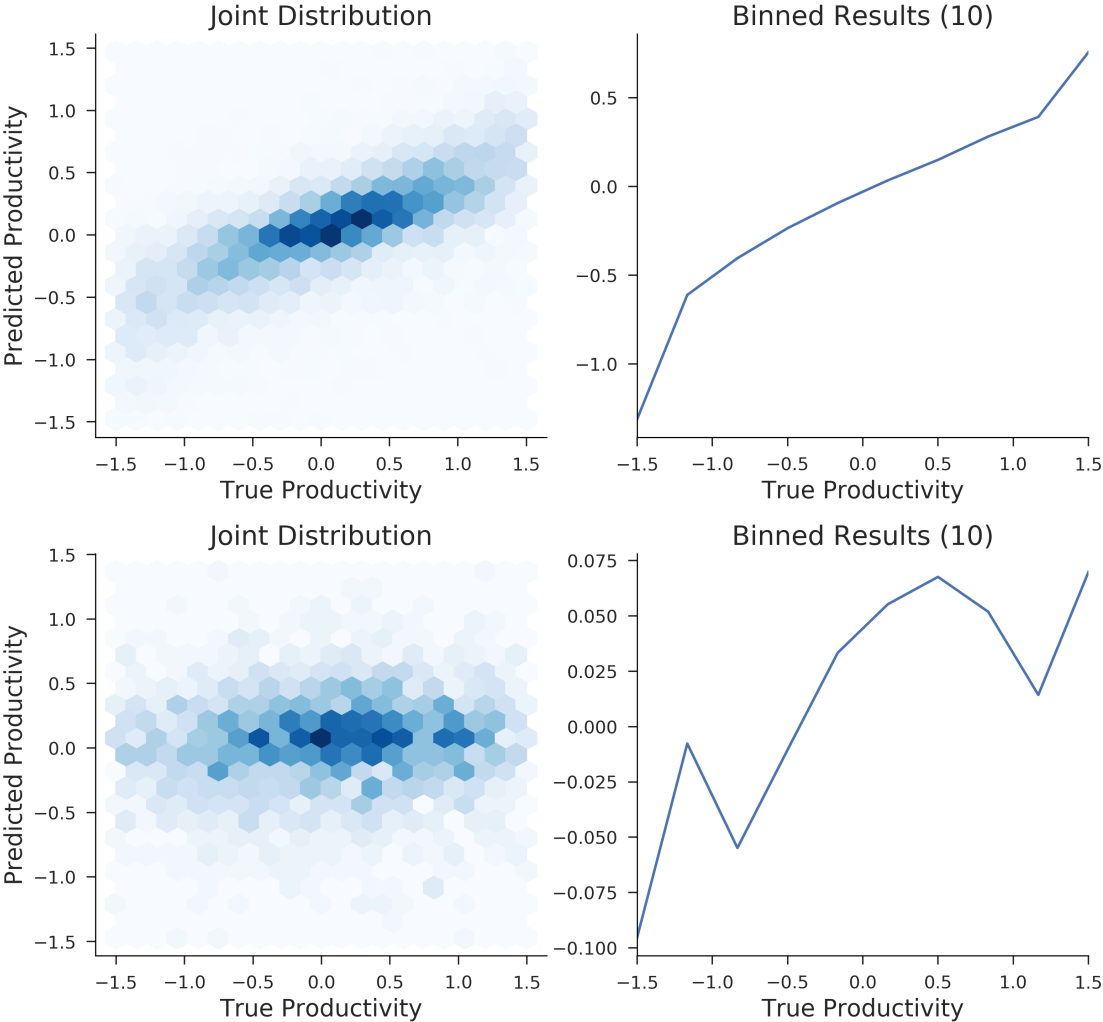 Joint Distribution
Predicted Productivity
1.5
1.0
0.5
0.0
−0.5
−1.0
−1.5
−1.5 −1.0 −0.5 0.0 0.5 1.0 1.5
True Productivity
Binned Results (10)
0.5
0.0
−0.5
−1.0
−1.5 −1.0 −0.5 0.0 0.5 1.0 1.5
True Productivity
Joint Distribution
Predicted Productivity
1.5
1.0
0.5
0.0
−0.5
−1.0
−1.5
−1.5 −1.0 −0.5 0.0 0.5 1.0 1.5
True Productivity
Binned Results (10)
0.075
0.050
0.025
0.000
−0.025
−0.050
−0.075
−0.100
−1.5 −1.0 −0.5 0.0 0.5 1.0 1.5
True Productivity